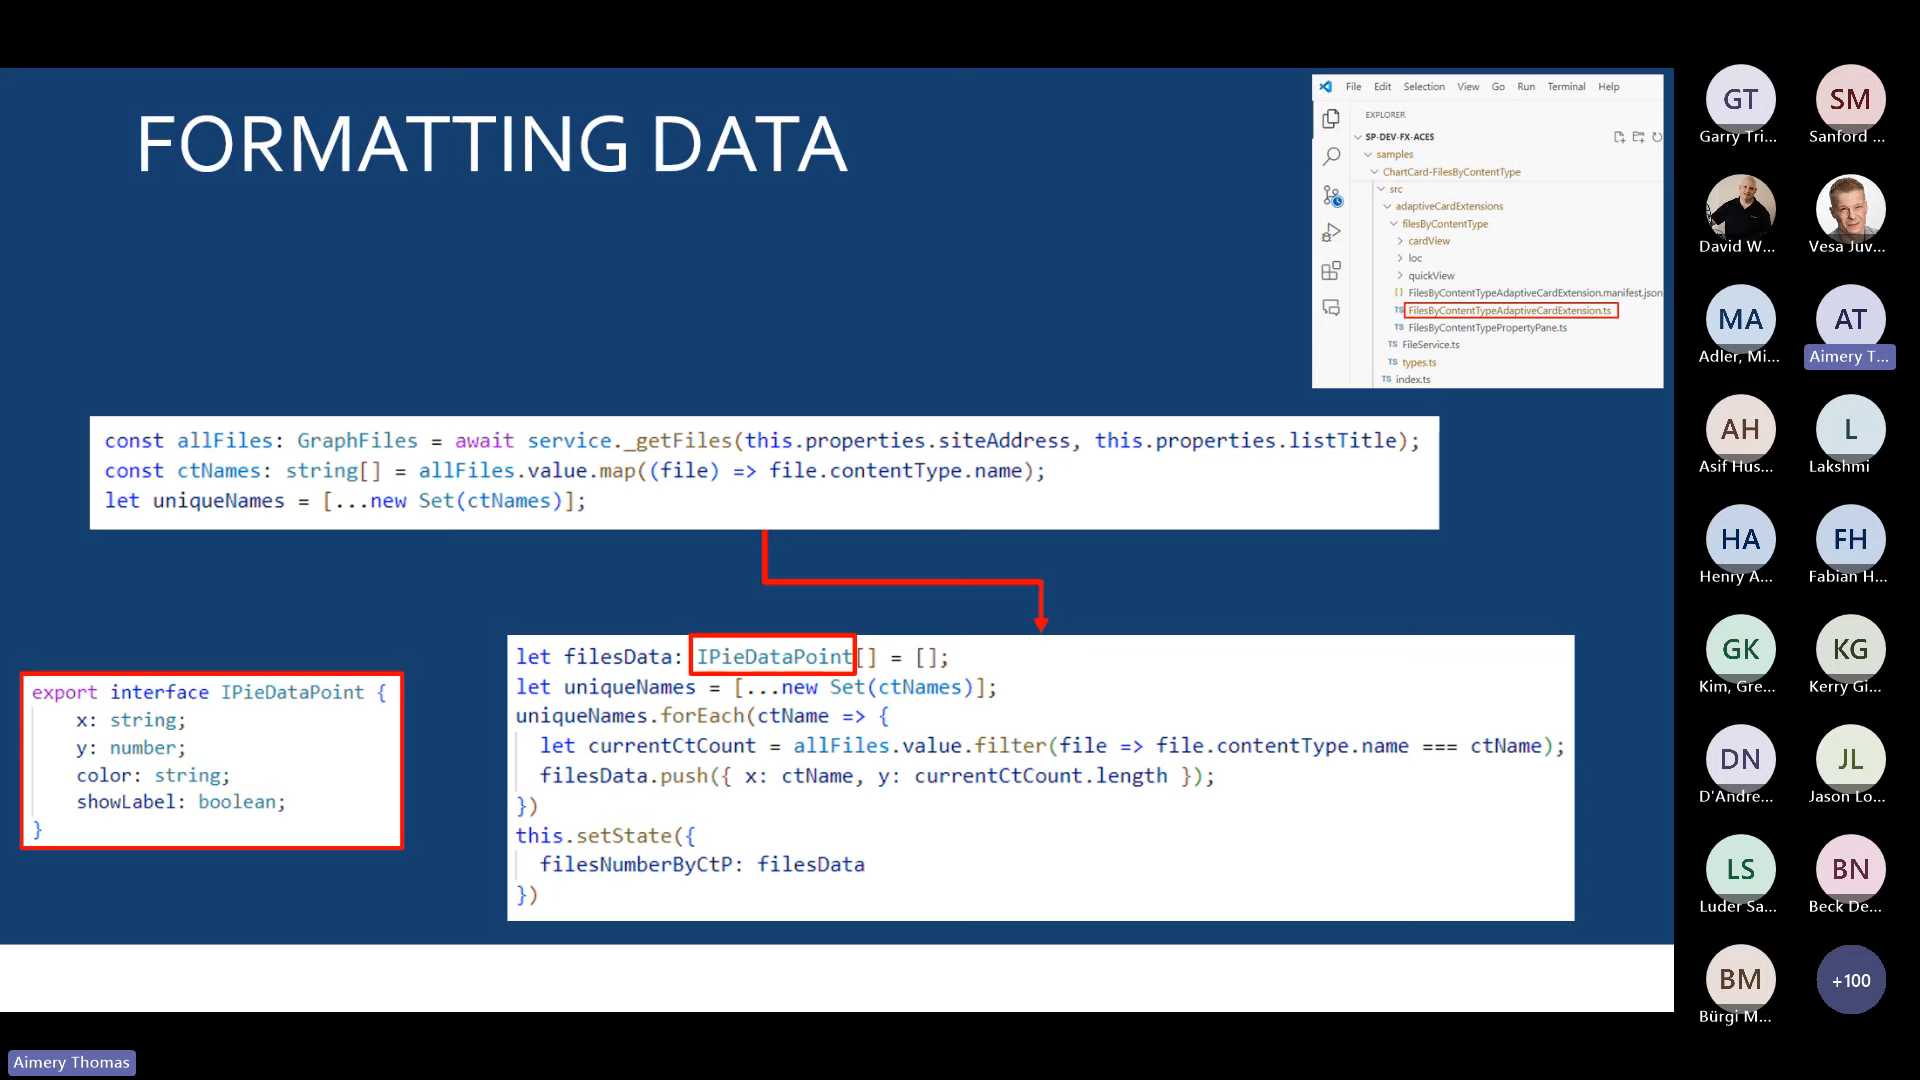 FORMATTING DATA
File Edit Selection View Go Run Terminal Help
EXPLORER
SP-DEV-FX-ACES
samples
ChartCard-FilesByContentType
src
adaptiveCardExtensions
filesByContentType
cardView
loc
quickView
{} FilesByContentTypeAdaptiveCardExtension.manifest.json
TS FilesByContentTypeAdaptiveCardExtension.ts
TS FilesByContentTypePropertyPane.ts
TS FileService.ts
TS types.ts
TS index.ts
const allFiles: GraphFiles = await service._getFiles(this.properties.siteAddress, this.properties.listTitle);
const ctNames: string[] = allFiles.value.map((file) => file.contentType.name);
let uniqueNames = [...new Set(ctNames)];
export interface IPieDataPoint {
x: string;
y: number;
color: string;
showLabel: boolean;
}
let filesData: IPieDataPoint[] = [];
let uniqueNames = [...new Set(ctNames)];
uniqueNames.forEach(ctName => {
let currentCtCount = allFiles.value.filter(file => file.contentType.name === ctName);
filesData.push({ x: ctName, y: currentCtCount.length });
})
this.setState({
filesNumberByCtP: filesData
})
Aimery Thomas
GT
Garry Tri...
SM
Sanford ...
David W...
Vesa Juv...
MA
Adler, Mi...
AT
Aimery T...
AH
Asif Hus...
L
Lakshmi
HA
Henry A...
FH
Fabian H...
GK
Kim, Gre...
KG
Kerry Gi...
DN
D'Andre...
JL
Jason Lo...
LS
Luder Sa...
BN
Beck De...
BM
Bürgi M...
+100